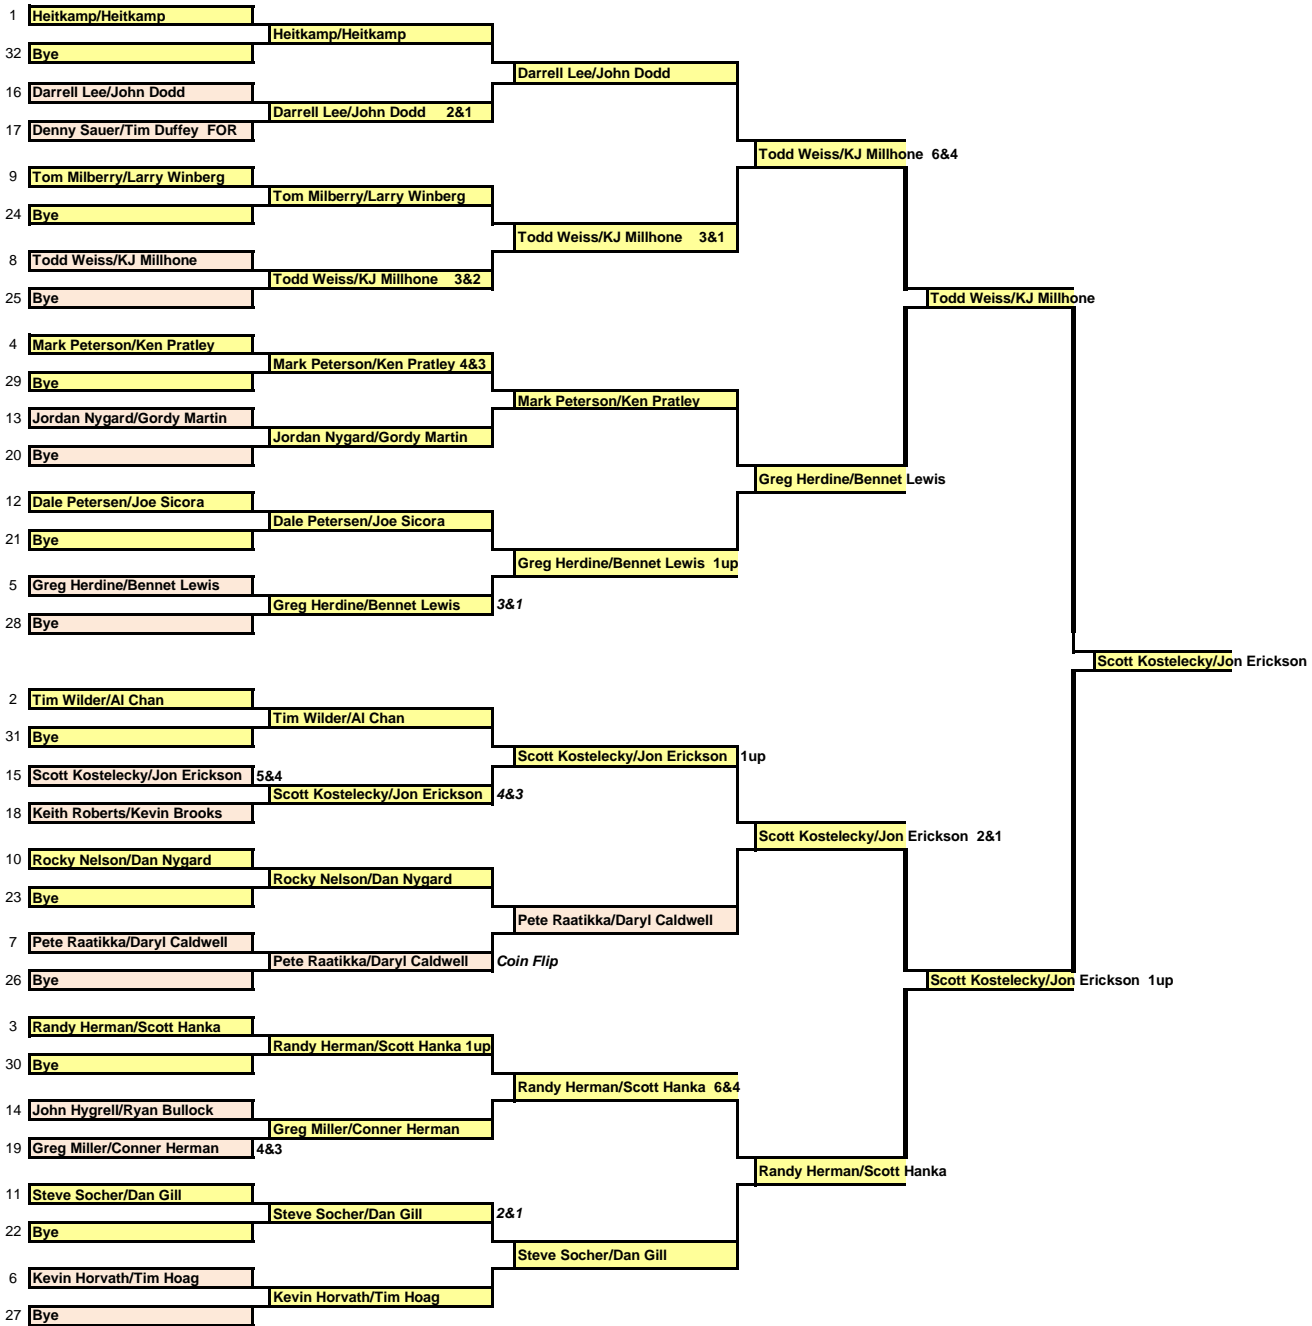 1 Heitkamp/Heitkamp
Heitkamp/Heitkamp
32 Bye
Darrell Lee/John Dodd
16 Darrell Lee/John Dodd
Darrell Lee/John Dodd 2&1
17 Denny Sauer/Tim Duffey FOR
Todd Weiss/KJ Millhone 6&4
9 Tom Milberry/Larry Winberg
Tom Milberry/Larry Winberg
24 Bye
Todd Weiss/KJ Millhone 3&1
8 Todd Weiss/KJ Millhone
Todd Weiss/KJ Millhone 3&2
25 Bye
Todd Weiss/KJ Millhone
4 Mark Peterson/Ken Pratley
Mark Peterson/Ken Pratley 4&3
29 Bye
Mark Peterson/Ken Pratley
13 Jordan Nygard/Gordy Martin
Jordan Nygard/Gordy Martin
20 Bye
Greg Herdine/Bennet Lewis
12 Dale Petersen/Joe Sicora
Dale Petersen/Joe Sicora
21 Bye
Greg Herdine/Bennet Lewis 1up
5 Greg Herdine/Bennet Lewis
Greg Herdine/Bennet Lewis 3&1
28 Bye
Scott Kostelecky/Jon Erickson
2 Tim Wilder/Al Chan
Tim Wilder/Al Chan
31 Bye
Scott Kostelecky/Jon Erickson 1up
15 Scott Kostelecky/Jon Erickson 5&4
Scott Kostelecky/Jon Erickson 4&3
18 Keith Roberts/Kevin Brooks
Scott Kostelecky/Jon Erickson 2&1
10 Rocky Nelson/Dan Nygard
Rocky Nelson/Dan Nygard
23 Bye
Pete Raatikka/Daryl Caldwell
7 Pete Raatikka/Daryl Caldwell
Pete Raatikka/Daryl Caldwell Coin Flip
26 Bye
Scott Kostelecky/Jon Erickson 1up
3 Randy Herman/Scott Hanka
Randy Herman/Scott Hanka 1up
30 Bye
Randy Herman/Scott Hanka 6&4
14 John Hygrell/Ryan Bullock
Greg Miller/Conner Herman
19 Greg Miller/Conner Herman 4&3
Randy Herman/Scott Hanka
11 Steve Socher/Dan Gill
Steve Socher/Dan Gill 2&1
22 Bye
Steve Socher/Dan Gill
6 Kevin Horvath/Tim Hoag
Kevin Horvath/Tim Hoag
27 Bye